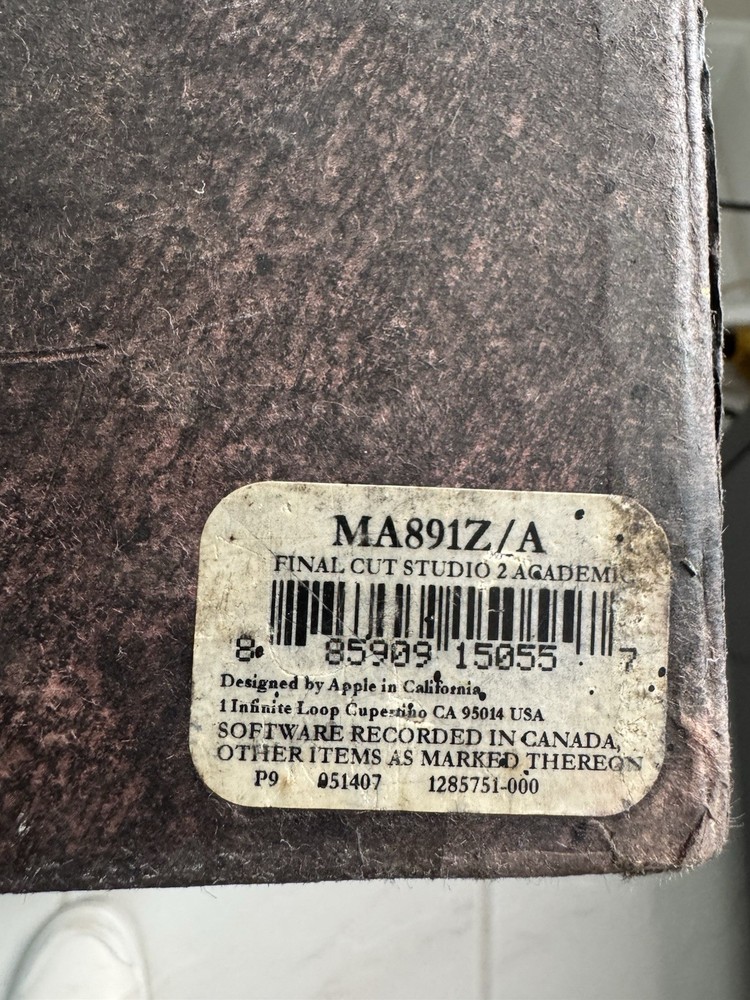 MA891Z/A
FINAL CUT STUDIO 2 ACADEMIC
8 85909 15055 7
Designed by Apple in California
1 Infinite Loop Cupertino CA 95014 USA
SOFTWARE RECORDED IN CANADA,
OTHER ITEMS AS MARKED THEREON
P9 051407 1285751-000